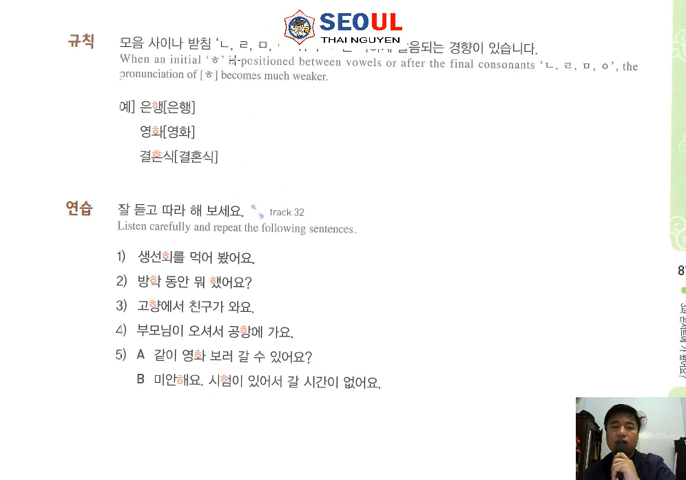 SEOUL
THAI NGUYEN
규칙
모음 사이나 받침 'ㄴ, ㄹ, ㅁ, 발음되는 경향이 있습니다.
When an initial 'ㅎ' is positioned between vowels or after the final consonants 'ㄴ, ㄹ, ㅁ, ㅇ', the
pronunciation of [ㅎ] becomes much weaker.
예] 은행[은행]
영화[영화]
결혼식[결혼식]
연습
잘 듣고 따라 해 보세요.
track 32
Listen carefully and repeat the following sentences.
1) 생선회를 먹어 봤어요.
2) 방학 동안 뭐 했어요?
3) 고향에서 친구가 와요.
4) 부모님이 오셔서 공항에 가요.
5) A 같이 영화 보러 갈 수 있어요?
B 미안해요. 시험이 있어서 갈 시간이 없어요.